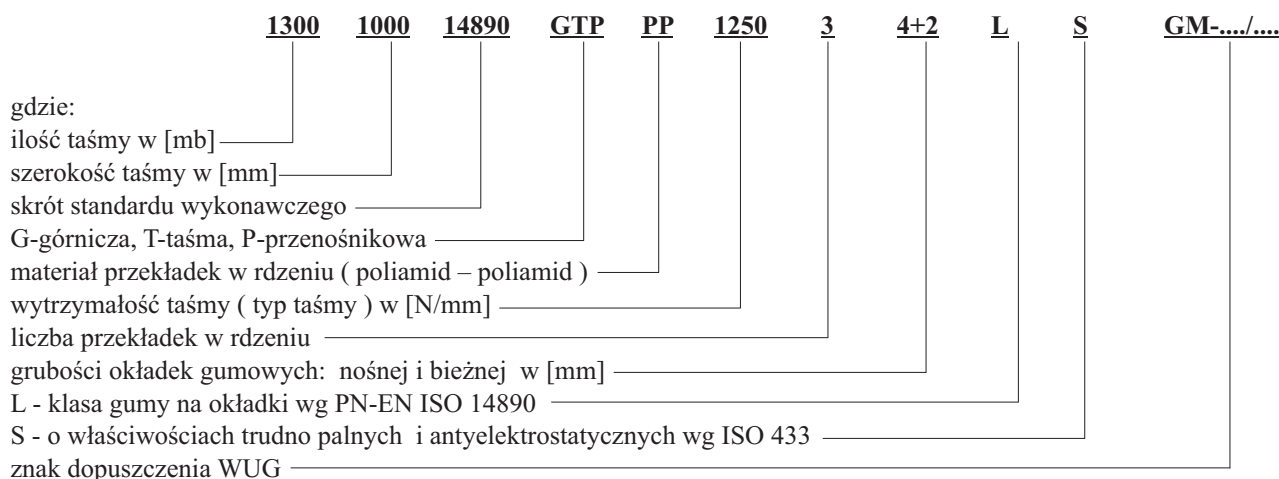 1300 1000 14890 GTP PP 1250 3 4+2 L S GM-..../....
gdzie:
ilość taśmy w [mb]
szerokość taśmy w [mm]
skrót standardu wykonawczego
G-górnicza, T-taśma, P-przenośnikowa
materiał przekładek w rdzeniu ( poliamid – poliamid )
wytrzymałość taśmy ( typ taśmy ) w [N/mm]
liczba przekładek w rdzeniu
grubości okładek gumowych: nośnej i bieżnej w [mm]
L - klasa gumy na okładki wg PN-EN ISO 14890
S - o właściwościach trudno palnych i antyelektrostatycznych wg ISO 433
znak dopuszczenia WUG